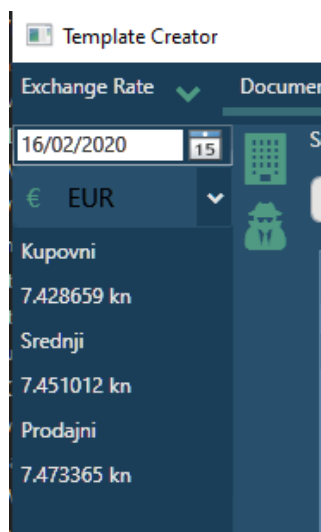 Template Creator
Exchange Rate
16/02/2020 15
€ EUR
Kupovni
7.428659 kn
Srednji
7.451012 kn
Prodajni
7.473365 kn